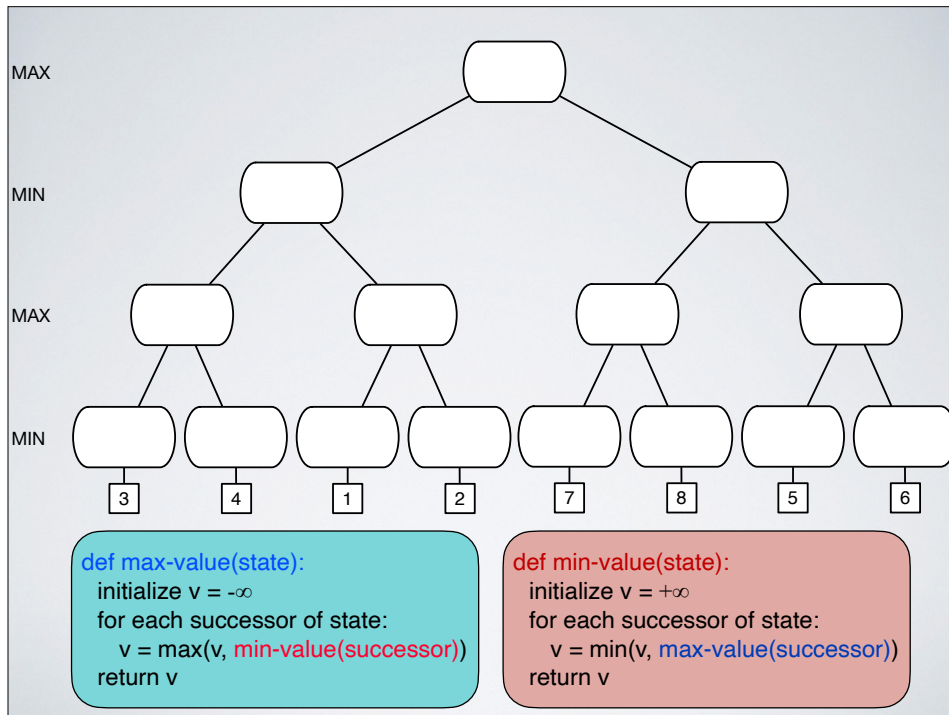 MAX
MIN
MAX
MIN
3 4 1 2 7 8 5 6
def max-value(state):
initialize v = -∞
for each successor of state:
v = max(v, min-value(successor))
return v
def min-value(state):
initialize v = +∞
for each successor of state:
v = min(v, max-value(successor))
return v